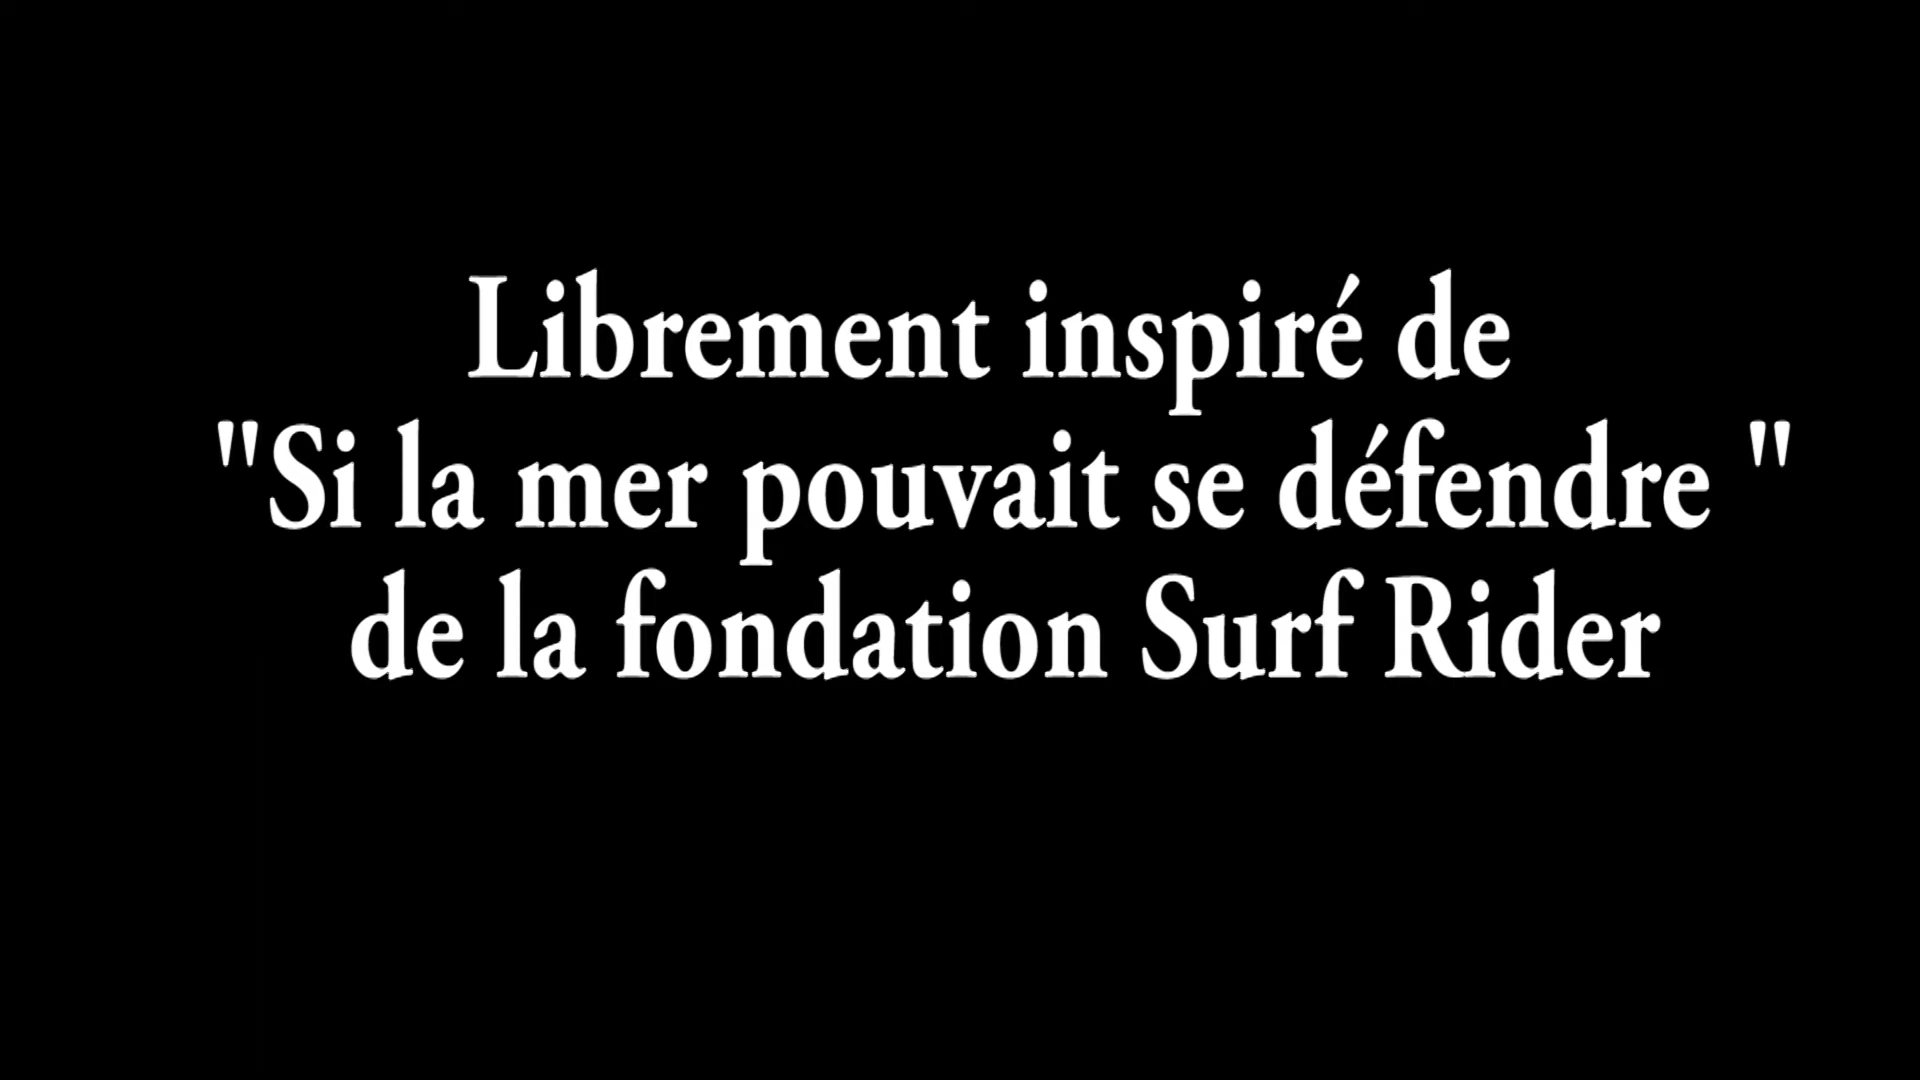 Librement inspiré de
"Si la mer pouvait se défendre "
de la fondation Surf Rider